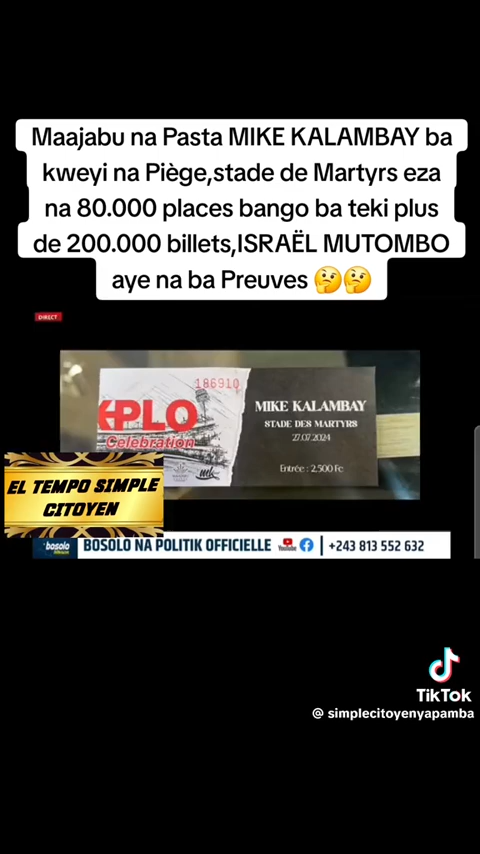 Maajabu na Pasta MIKE KALAMBAY ba
kweyi na Piège,stade de Martyrs eza
na 80.000 places bango ba teki plus
de 200.000 billets,ISRAËL MUTOMBO
aye na ba Preuves 🤔🤔
DIRECT
186910
PLO
Celebration
mk
MIKE KALAMBAY
STADE DES MARTYRS
27.07.2024
Entrée : 2,500 Fc
EL TEMPO SIMPLE
CITOYEN
bosolo
BOSOLO NA POLITIK OFFICIELLE
YouTube
| +243 813 552 632
TikTok
@ simplecitoyenyapamba